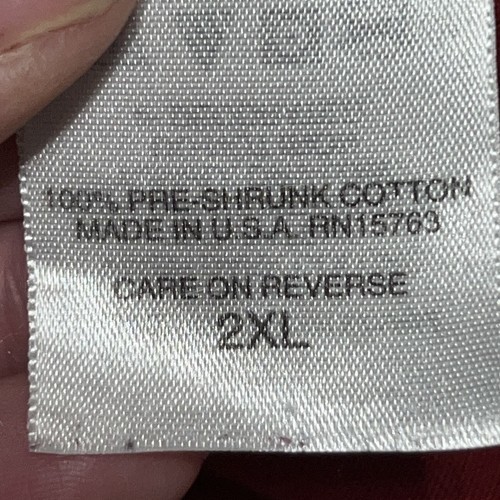 100% PRE-SHRUNK COTTON
MADE IN U.S.A. RN15763
CARE ON REVERSE
2XL